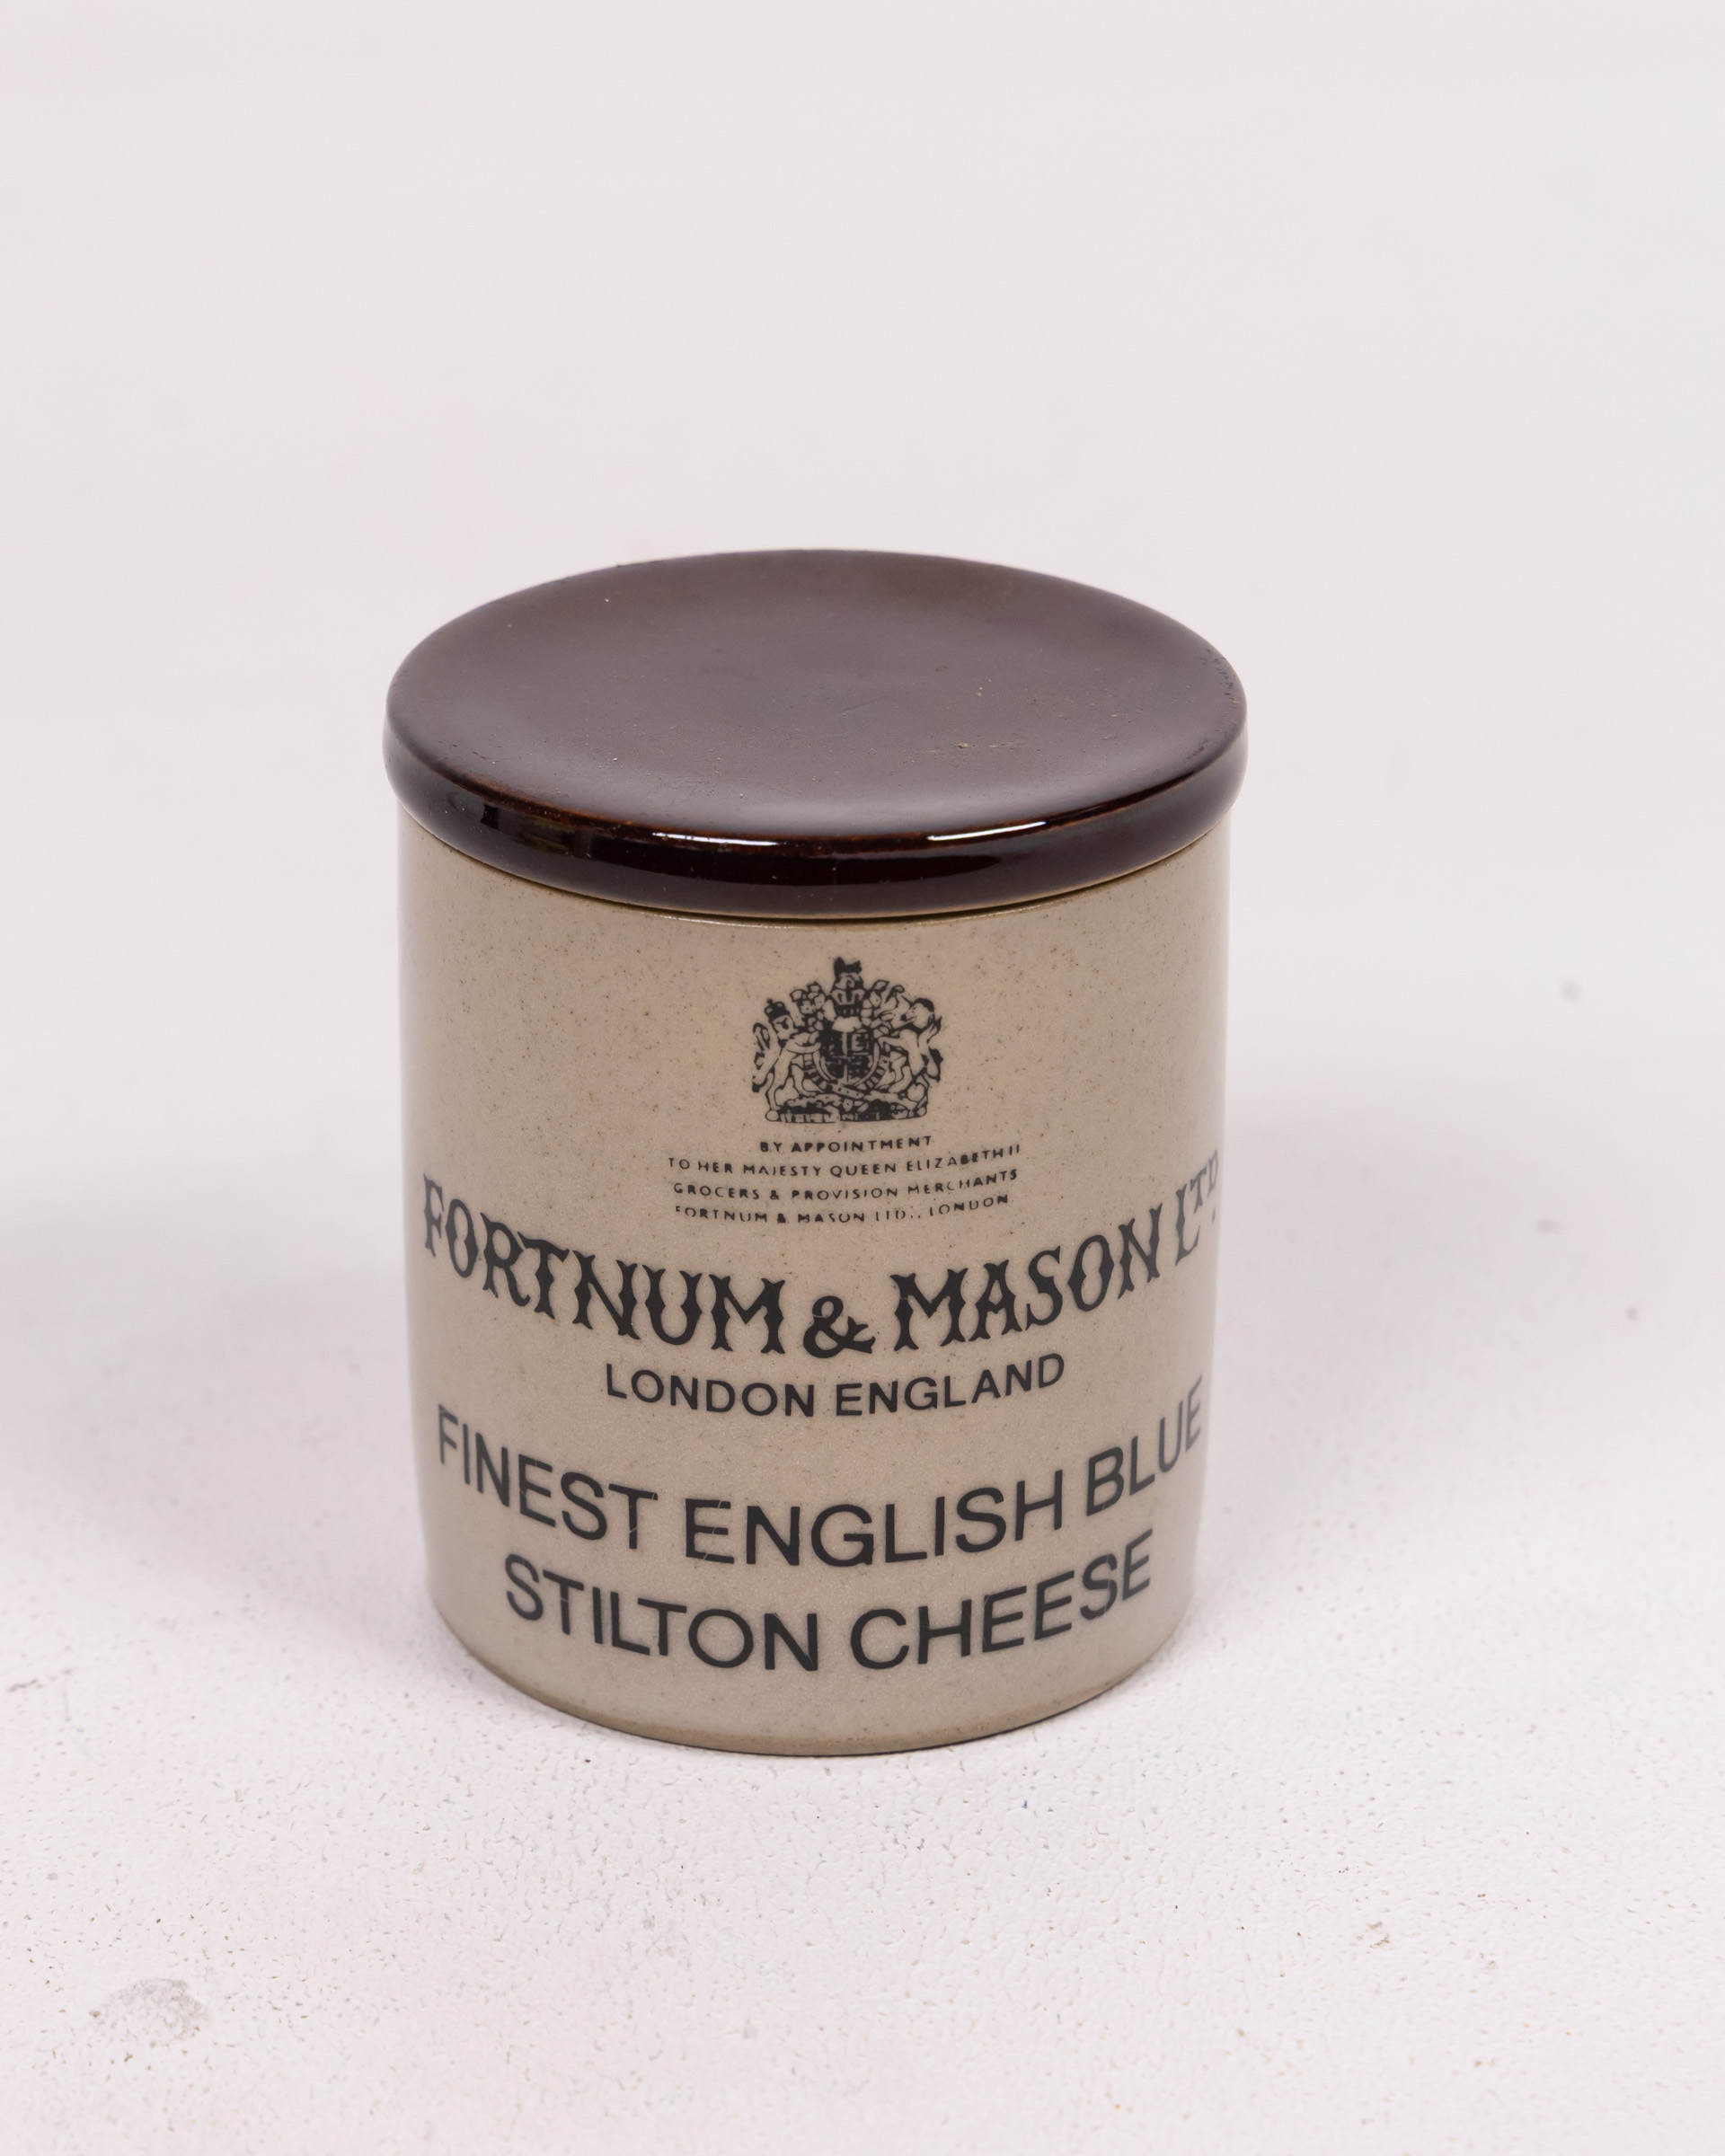 BY APPOINTMENT
TO HER MAJESTY QUEEN ELIZABETH II
GROCERS & PROVISION MERCHANTS
FORTNUM & MASON LTD., LONDON
FORTNUM & MASON LTD.
LONDON ENGLAND
FINEST ENGLISH BLUE
STILTON CHEESE